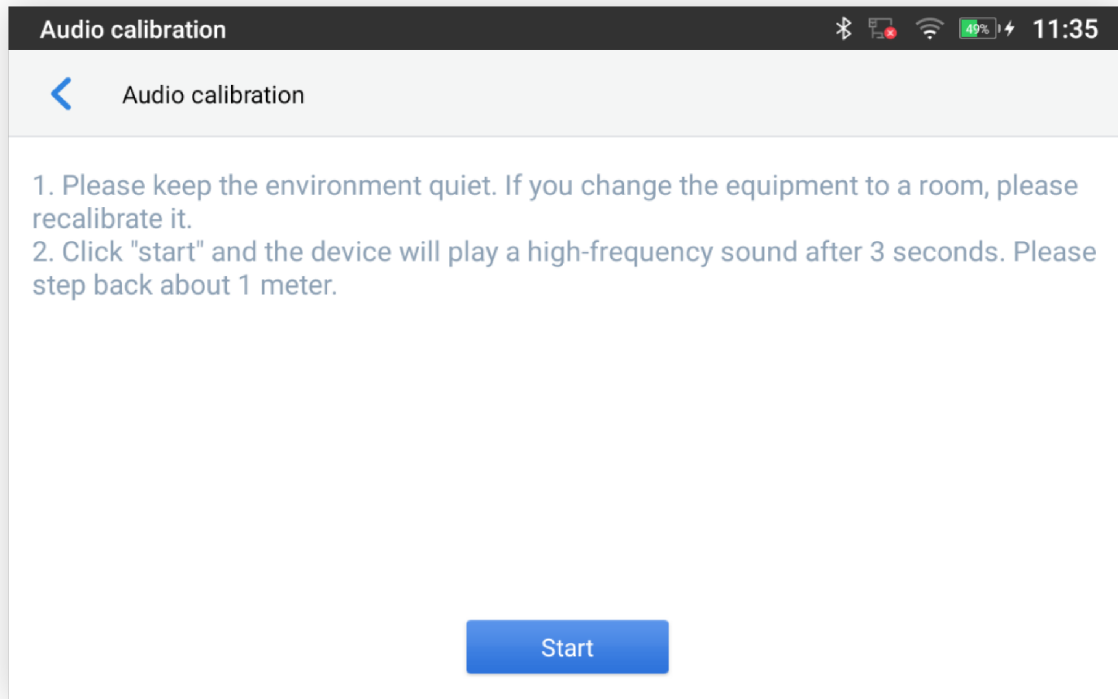 Audio calibration
49%
11:35
Audio calibration
1. Please keep the environment quiet. If you change the equipment to a room, please
recalibrate it.
2. Click "start" and the device will play a high-frequency sound after 3 seconds. Please
step back about 1 meter.
Start